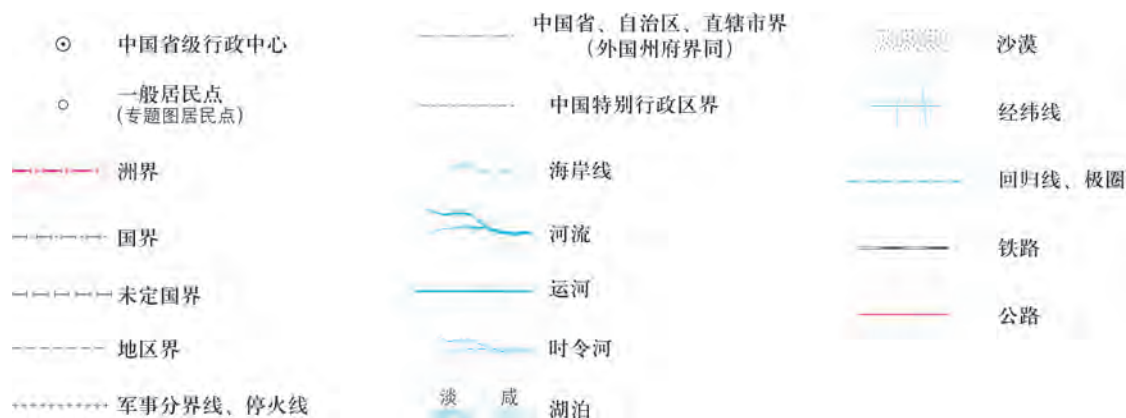 中国省级行政中心
一般居民点
(专题图居民点)
洲界
国界
未定国界
地区界
军事分界线、停火线
中国省、自治区、直辖市界
（外国州府界同）
中国特别行政区界
海岸线
河流
运河
时令河
淡 咸
湖泊
沙漠
经纬线
回归线、极圈
铁路
公路